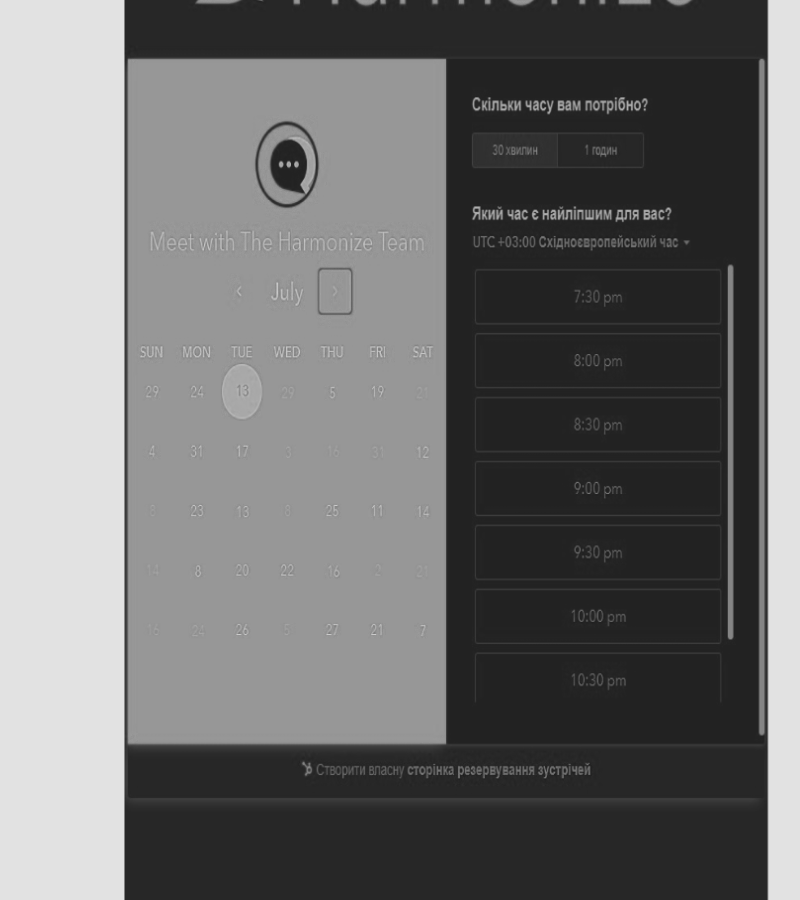 Harmonize
Meet with The Harmonize Team
July
SUN MON TUE WED THU FRI SAT
29 24 13 29 5 19 21
4 31 17 3 16 31 12
23 13 8 25 11 14
14 8 20 22 16 2 21
16 24 26 5 27 21 7
Скільки часу вам потрібно?
30 хвилин 1 годин
Який час є найліпшим для вас?
UTC +03:00 Східноєвропейський час
7:30 pm
8:00 pm
8:30 pm
9:00 pm
9:30 pm
10:00 pm
10:30 pm
Створити власну сторінка резервування зустрічей